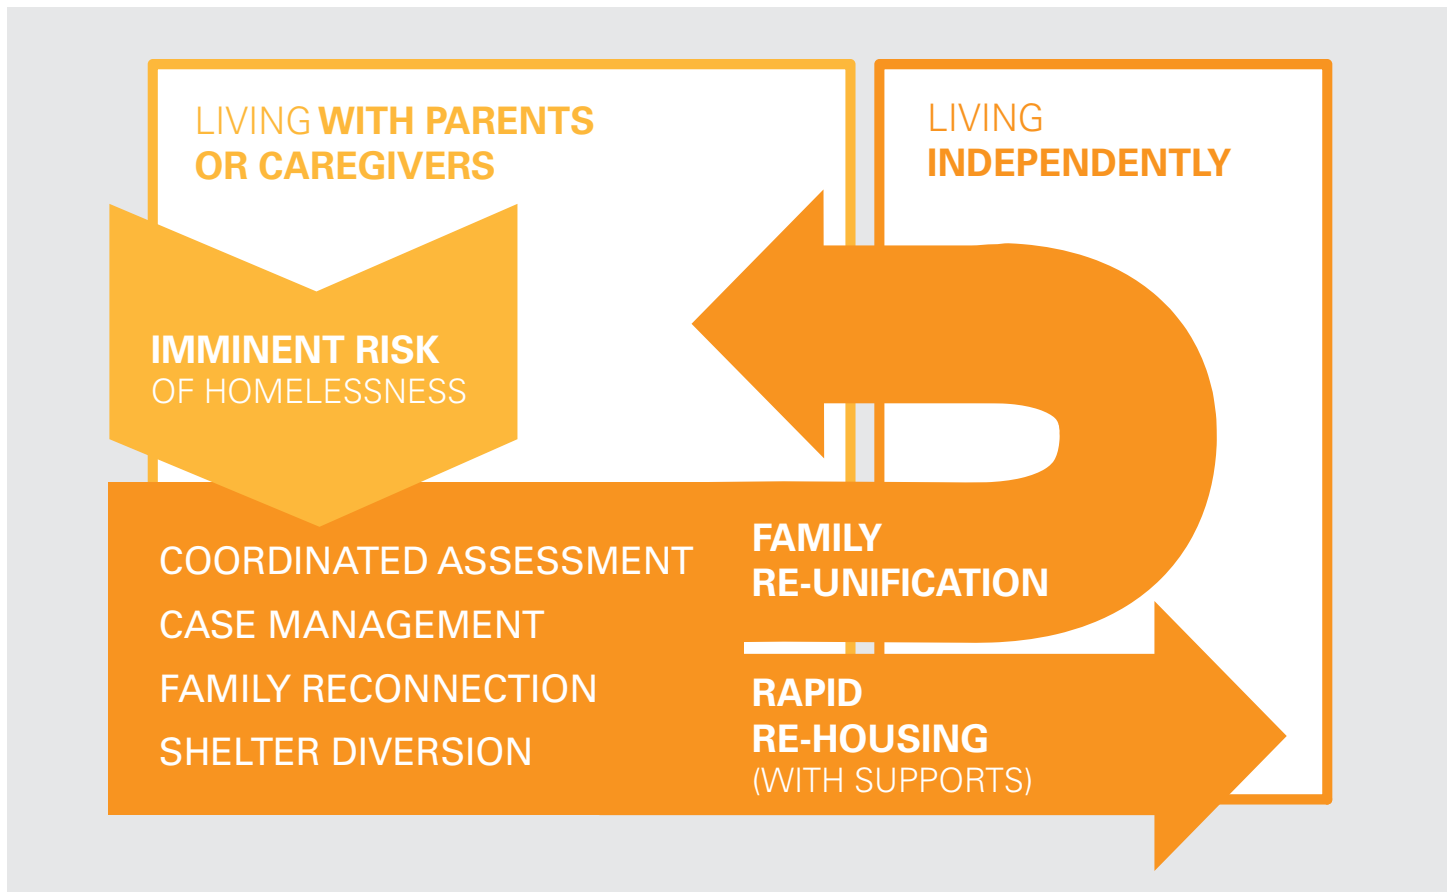 LIVING WITH PARENTS
OR CAREGIVERS
LIVING
INDEPENDENTLY
IMMINENT RISK
OF HOMELESSNESS
COORDINATED ASSESSMENT
CASE MANAGEMENT
FAMILY RECONNECTION
SHELTER DIVERSION
FAMILY
RE-UNIFICATION
RAPID
RE-HOUSING
(WITH SUPPORTS)